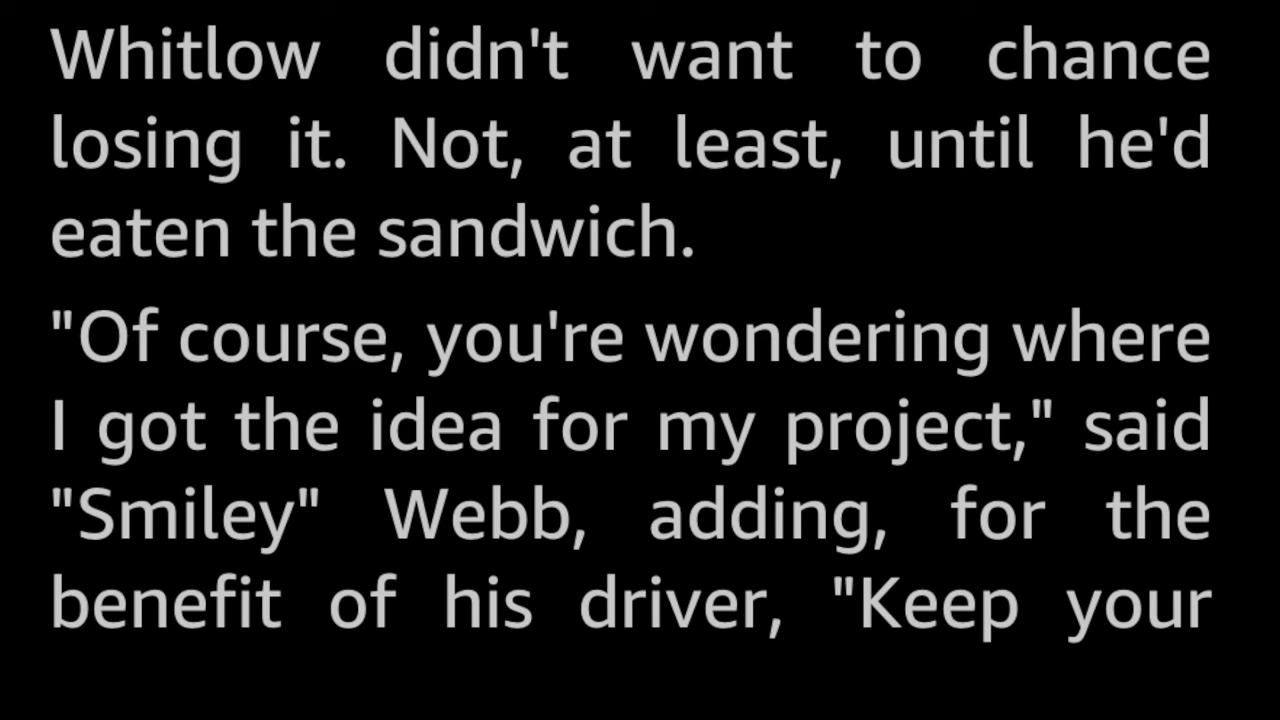 Whitlow didn't want to chance
losing it. Not, at least, until he'd
eaten the sandwich.
"Of course, you're wondering where
I got the idea for my project," said
"Smiley" Webb, adding, for the
benefit of his driver, "Keep your